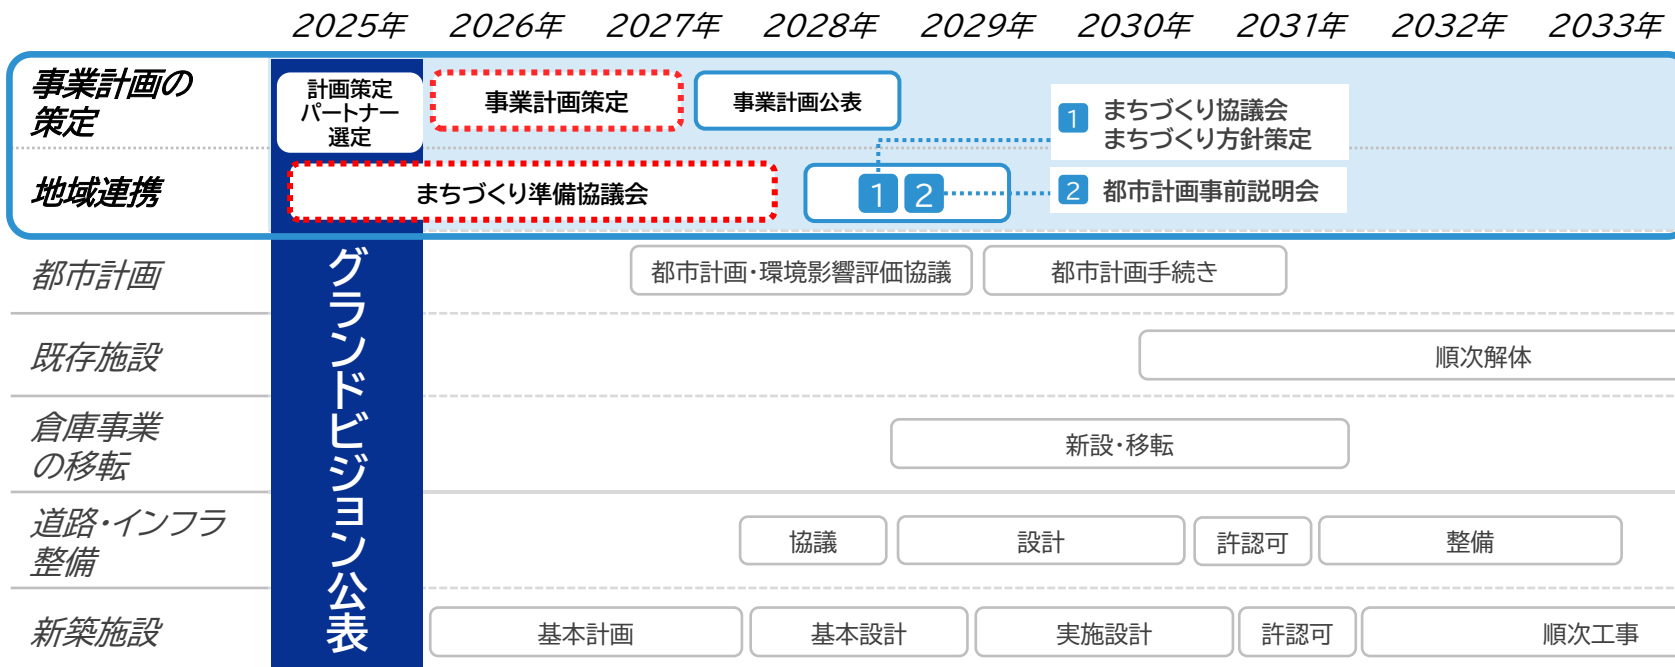 2025年 2026年 2027年 2028年 2029年 2030年 2031年 2032年 2033年
事業計画の
策定
計画策定
パートナー
選定
事業計画策定
事業計画公表
1 まちづくり協議会
まちづくり方針策定
地域連携
まちづくり準備協議会
1 2
2 都市計画事前説明会
グランドビジョン公表
都市計画
都市計画・環境影響評価協議
都市計画手続き
既存施設
順次解体
倉庫事業
の移転
新設・移転
道路・インフラ
整備
協議
設計
許認可
整備
新築施設
基本計画
基本設計
実施設計
許認可
順次工事